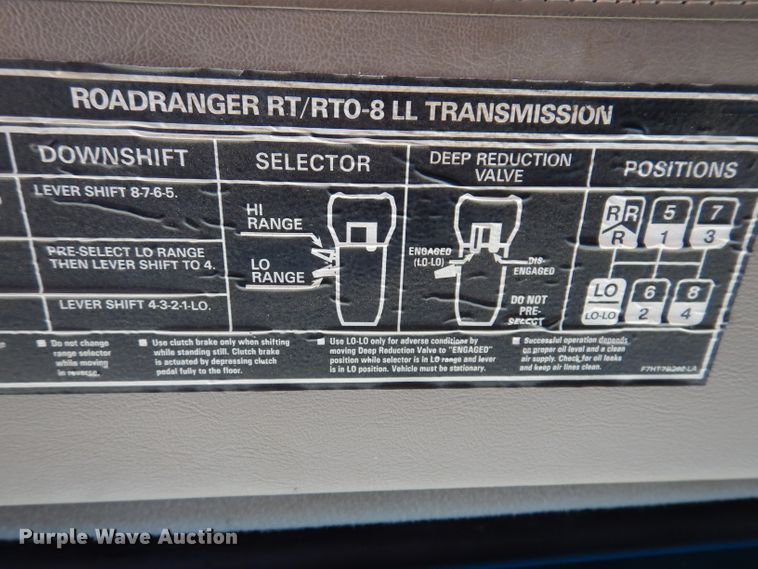 ROADRANGER RT/RTO-8 LL TRANSMISSION
DOWNSHIFT
LEVER SHIFT 8-7-6-5.
PRE-SELECT LO RANGE
THEN LEVER SHIFT TO 4.
LEVER SHIFT 4-3-2-1-LO.
SELECTOR
HI
RANGE
LO
RANGE
DEEP REDUCTION
VALVE
ENGAGED
(LO-LO)
DIS-
ENGAGED
DO NOT
PRE-
SELECT
POSITIONS
R R 5 7
R 1 3
LO 6 8
LO-LO 2 4
Do not change
range selector
while moving
in reverse.
Use clutch brake only when shifting
while standing still. Clutch brake
is actuated by depressing clutch
pedal fully to the floor.
Use LO-LO only for adverse conditions by
moving Deep Reduction Valve to "ENGAGED"
position while selector is in LO range and lever
is in LO position. Vehicle must be stationary.
Successful operation depends
on proper oil level and a clean
air supply. Check for oil leaks
and keep air lines clean.
Purple Wave Auction